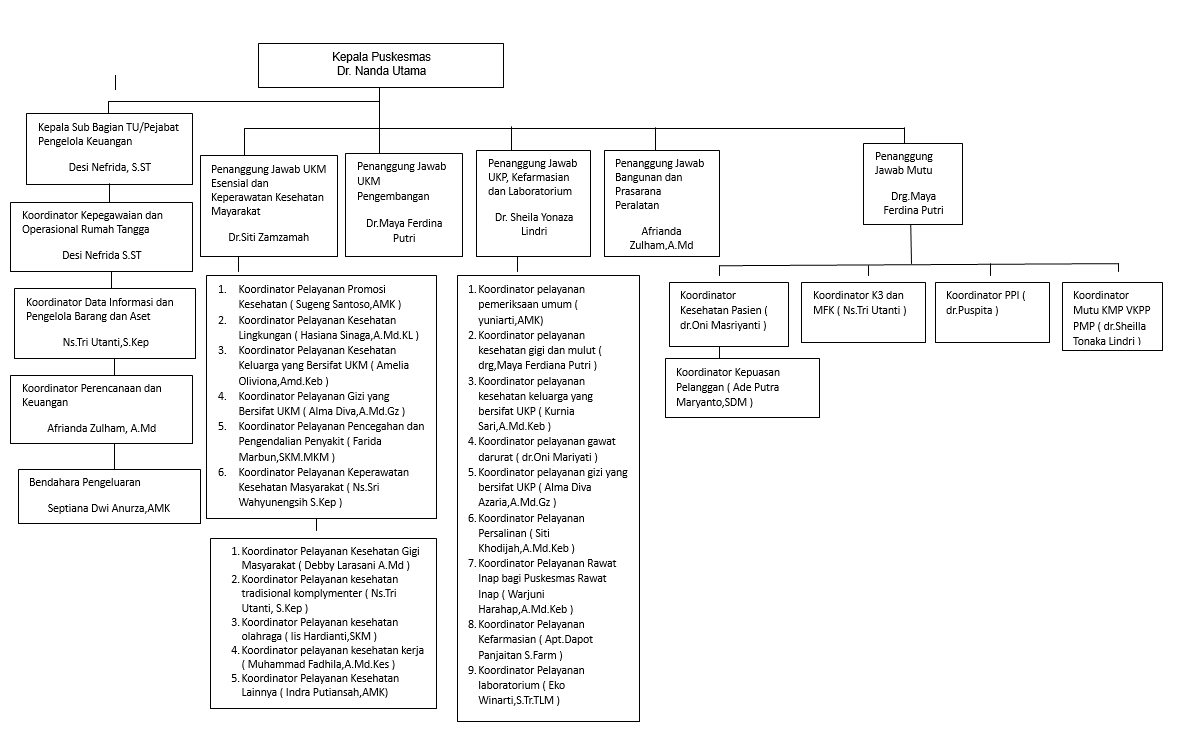 Kepala Puskesmas
Dr. Nanda Utama
Kepala Sub Bagian TU/Pejabat
Pengelola Keuangan
Desi Nefrida, S.ST
Koordinator Kepegawaian dan
Operasional Rumah Tangga
Desi Nefrida S.ST
Koordinator Data Informasi dan
Pengelola Barang dan Aset
Ns.Tri Utanti,S.Kep
Koordinator Perencanaan dan
Keuangan
Afrianda Zulham, A.Md
Bendahara Pengeluaran
Septiana Dwi Anurza,AMK
Penanggung Jawab UKM
Esensial dan
Keperawatan Kesehatan
Mayarakat
Dr.Siti Zamzamah
Penanggung Jawab
UKM
Pengembangan
Dr.Maya Ferdina
Putri
Penanggung Jawab
UKP, Kefarmasian
dan Laboratorium
Dr. Sheila Yonaza
Lindri
Penanggung Jawab
Bangunan dan
Prasarana
Peralatan
Afrianda
Zulham,A.Md
Penanggung
Jawab Mutu
Drg.Maya
Ferdina Putri
1. Koordinator Pelayanan Promosi
Kesehatan ( Sugeng Santoso,AMK )
2. Koordinator Pelayanan Kesehatan
Lingkungan ( Hasiana Sinaga,A.Md.KL )
3. Koordinator Pelayanan Kesehatan
Keluarga yang Bersifat UKM ( Amelia
Oliviona,Amd.Keb )
4. Koordinator Pelayanan Gizi yang
Bersifat UKM ( Alma Diva,A.Md.Gz )
5. Koordinator Pelayanan Pencegahan dan
Pengendalian Penyakit ( Farida
Marbun,SKM.MKM )
6. Koordinator Pelayanan Keperawatan
Kesehatan Masyarakat ( Ns.Sri
Wahyunengsih S.Kep )
1. Koordinator Pelayanan Kesehatan Gigi
Masyarakat ( Debby Larasani A.Md )
2. Koordinator Pelayanan kesehatan
tradisional komplymenter ( Ns.Tri
Utanti, S.Kep )
3. Koordinator Pelayanan kesehatan
olahraga ( Iis Hardianti,SKM )
4. Koordinator pelayanan kesehatan kerja
( Muhammad Fadhila,A.Md.Kes )
5. Koordinator Pelayanan Kesehatan
Lainnya ( Indra Putiansah,AMK)
1. Koordinator pelayanan
pemeriksaan umum (
yuniarti,AMK)
2. Koordinator pelayanan
kesehatan gigi dan mulut (
drg,Maya Ferdiana Putri )
3. Koordinator pelayanan
kesehatan keluarga yang
bersifat UKP ( Kurnia
Sari,A.Md.Keb )
4. Koordinator pelayanan gawat
darurat ( dr.Oni Mariyati )
5. Koordinator pelayanan gizi yang
bersifat UKP ( Alma Diva
Azaria,A.Md.Gz )
6. Koordinator Pelayanan
Persalinan ( Siti
Khodijah,A.Md.Keb )
7. Koordinator Pelayanan Rawat
Inap bagi Puskesmas Rawat
Inap ( Warjuni
Harahap,A.Md.Keb )
8. Koordinator Pelayanan
Kefarmasian ( Apt.Dapot
Panjaitan S.Farm )
9. Koordinator Pelayanan
laboratorium ( Eko
Winarti,S.Tr.TLM )
Koordinator
Kesehatan Pasien (
dr.Oni Masriyanti )
Koordinator K3 dan
MFK ( Ns.Tri Utanti )
Koordinator PPI (
dr.Puspita )
Koordinator
Mutu KMP VKPP
PMP ( dr.Sheilla
Tonaka Lindri )
Koordinator Kepuasan
Pelanggan ( Ade Putra
Maryanto,SDM )